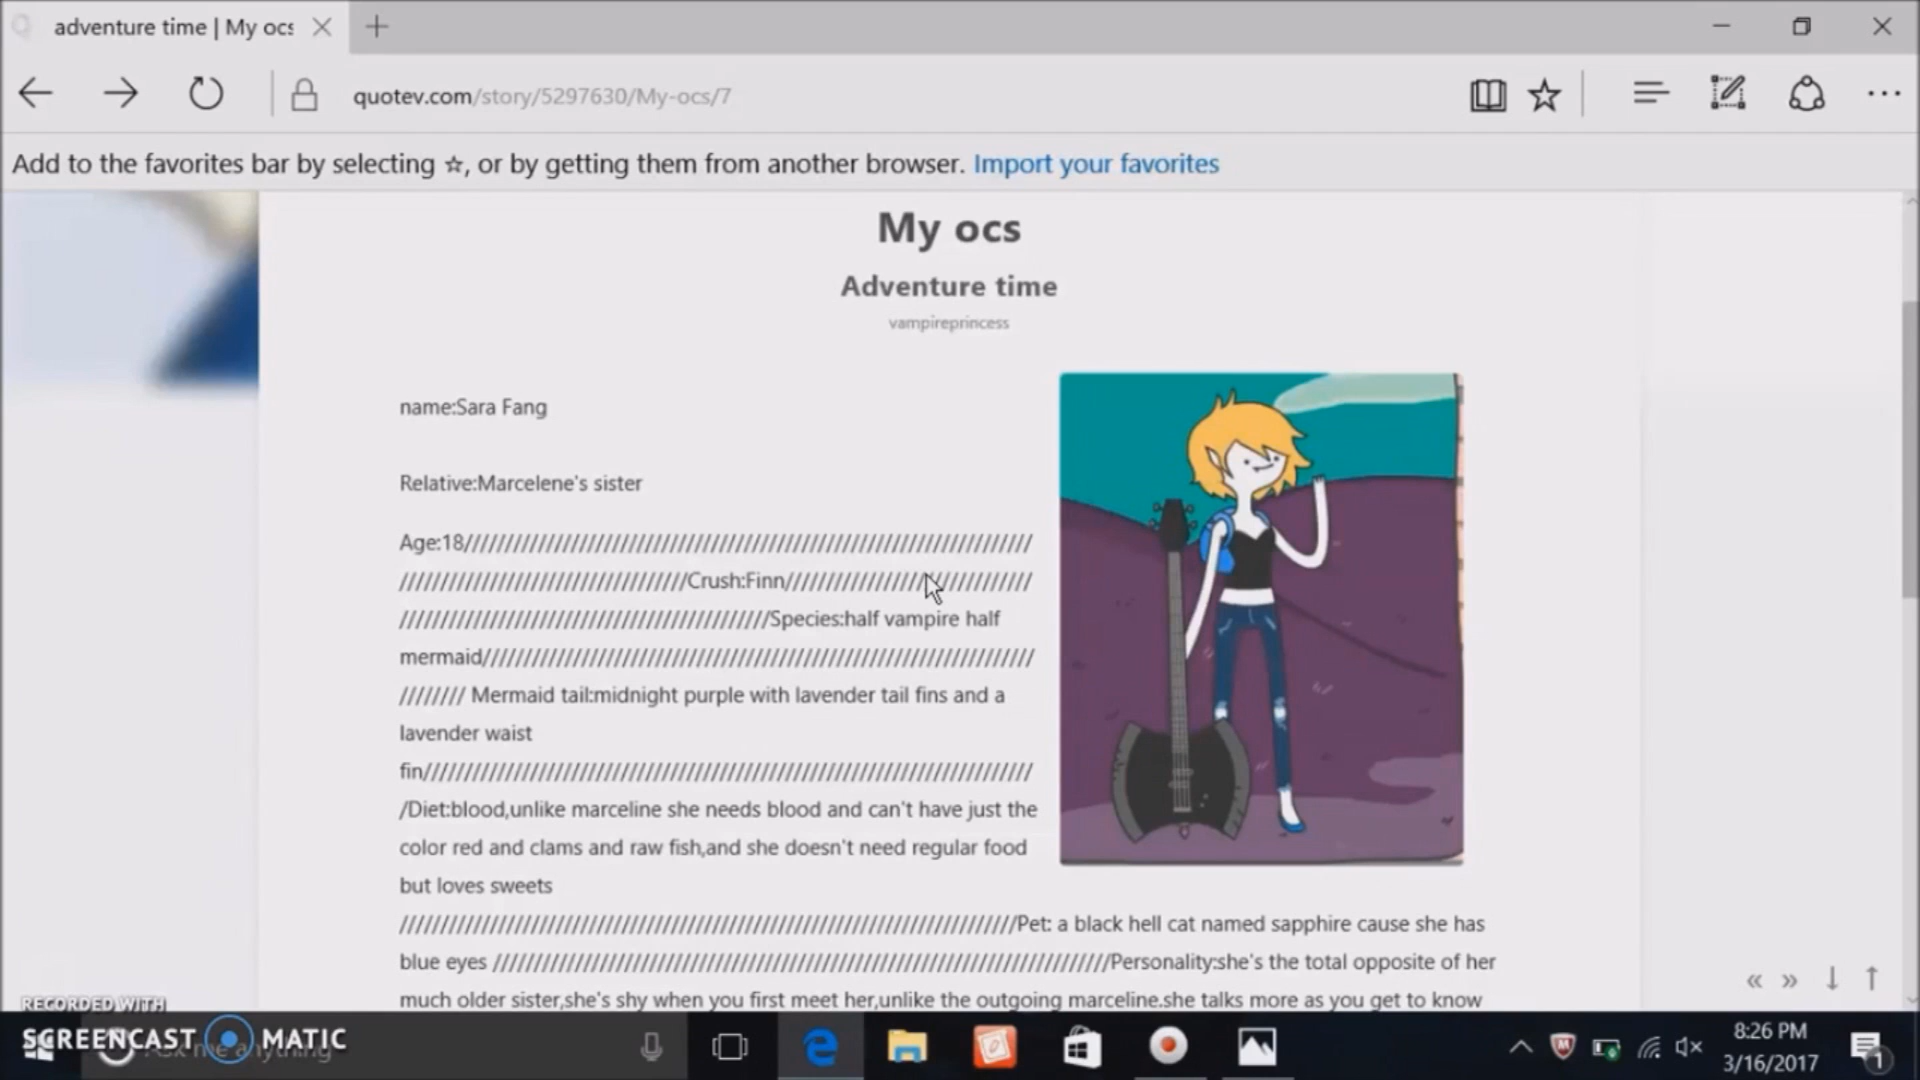 adventure time | My ocs
quotev.com/story/5297630/My-ocs/7
Add to the favorites bar by selecting ☆, or by getting them from another browser. Import your favorites
My ocs
Adventure time
vampireprincess
name:Sara Fang
Relative:Marcelene's sister
Age:18/////////////////////////////////////////////////////////////////////
///////////////////////////////////Crush:Finn//////////////////////////////
/////////////////////////////////////////////Species:half vampire half
mermaid///////////////////////////////////////////////////////////////////
//////// Mermaid tail:midnight purple with lavender tail fins and a
lavender waist
fin//////////////////////////////////////////////////////////////////////////
/Diet:blood,unlike marceline she needs blood and can't have just the
color red and clams and raw fish,and she doesn't need regular food
but loves sweets
///////////////////////////////////////////////////////////////////////////Pet: a black hell cat named sapphire cause she has
blue eyes ///////////////////////////////////////////////////////////////////////////Personality:she's the total opposite of her
much older sister,she's shy when you first meet her,unlike the outgoing marceline.she talks more as you get to know
RECORDED WITH
SCREENCAST MATIC
Ask me anything
8:26 PM
3/16/2017
1